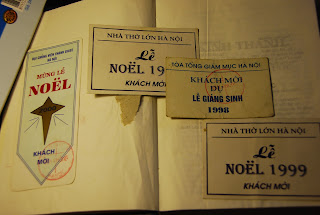 MỪNG LỄ
NOËL
KHÁCH
MỜI
NHÀ THỜ LỚN HÀ NỘI
Lễ
NOËL 199
KHÁCH MỜI
TÒA TỔNG GIÁM MỤC HÀ NỘI
KHÁCH MỜI
DỰ
LỄ GIÁNG SINH
1998
NHÀ THỜ LỚN HÀ NỘI
Lễ
NOËL 1999
KHÁCH MỜI